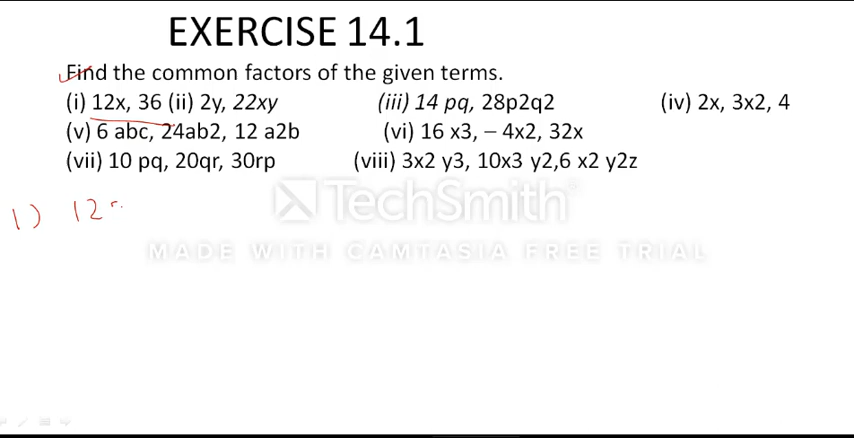 EXERCISE 14.1
Find the common factors of the given terms.
(i) 12x, 36 (ii) 2y, 22xy (iii) 14 pq, 28p2q2 (iv) 2x, 3x2, 4
(v) 6 abc, 24ab2, 12 a2b (vi) 16 x3, – 4x2, 32x
(vii) 10 pq, 20qr, 30rp (viii) 3x2 y3, 10x3 y2,6 x2 y2z
1) 12
TechSmith
MADE WITH CAMTASIA FREE TRIAL